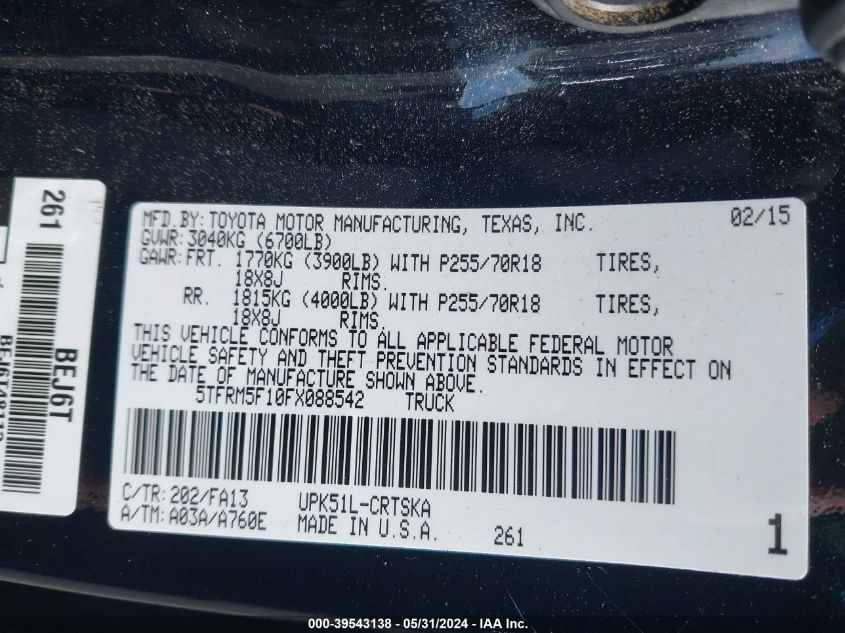 261
BEJ6T
MFD.BY:TOYOTA MOTOR MANUFACTURING, TEXAS, INC. 02/15
GVWR:3040KG (6700LB)
GAWR:FRT. 1770KG (3900LB) WITH P255/70R18 TIRES,
18X8J RIMS.
RR. 1815KG (4000LB) WITH P255/70R18 TIRES,
18X8J RIMS.
THIS VEHICLE CONFORMS TO ALL APPLICABLE FEDERAL MOTOR
VEHICLE SAFETY AND THEFT PREVENTION STANDARDS IN EFFECT ON
THE DATE OF MANUFACTURE SHOWN ABOVE.
5TFRM5F10FX088542 TRUCK
C/TR:202/FA13 UPK51L-CRTSKA
A/TM:A03A/A760E MADE IN U.S.A. 261 1
000-39543138 - 05/31/2024 - IAA Inc.